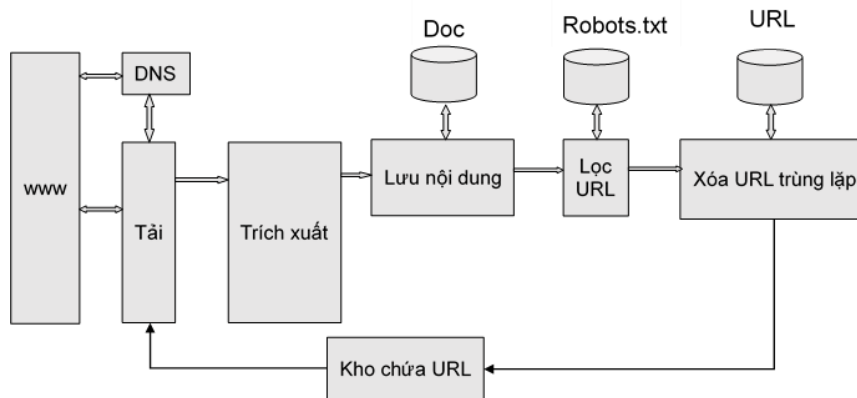 Doc
Robots.txt
URL
DNS
www
Tải
Trích xuất
Lưu nội dung
Lọc
URL
Xóa URL trùng lặp
Kho chứa URL